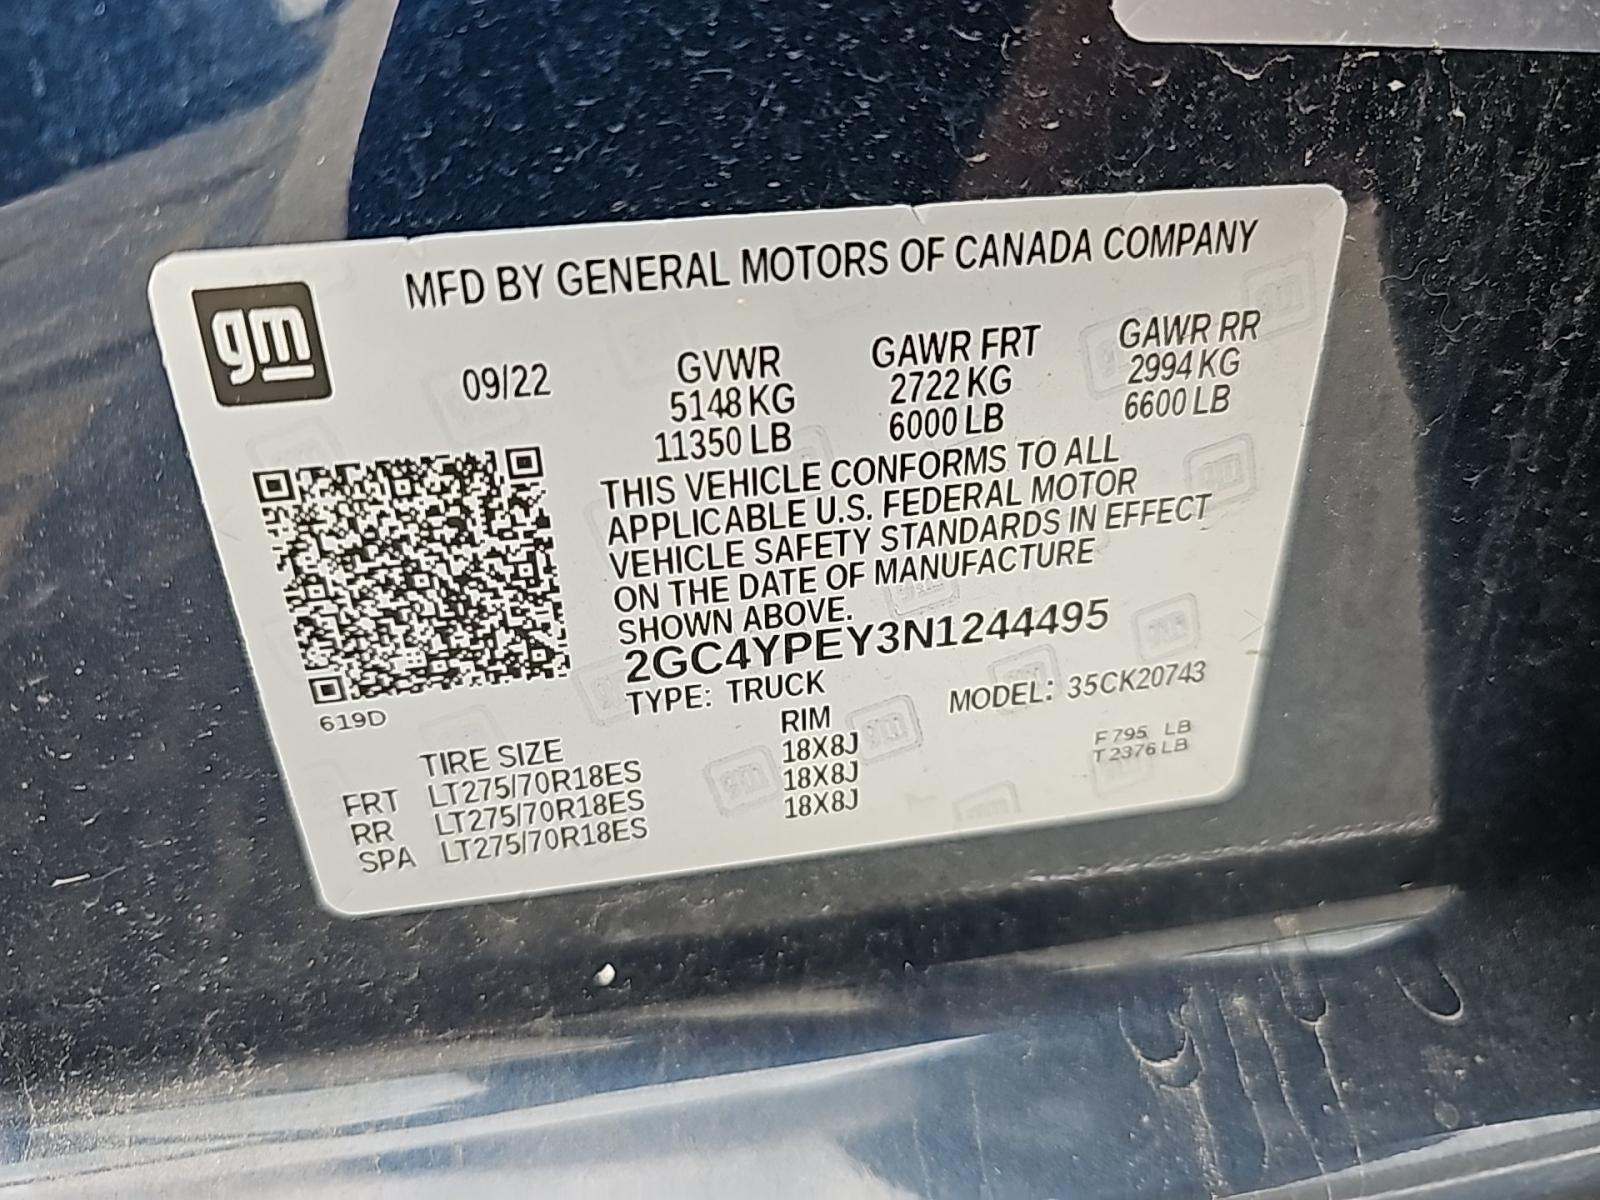 gm
MFD BY GENERAL MOTORS OF CANADA COMPANY
09/22 GVWR GAWR FRT GAWR RR
5148 KG 2722 KG 2994 KG
11350 LB 6000 LB 6600 LB
THIS VEHICLE CONFORMS TO ALL
APPLICABLE U.S. FEDERAL MOTOR
VEHICLE SAFETY STANDARDS IN EFFECT
ON THE DATE OF MANUFACTURE
SHOWN ABOVE.
2GC4YPEY3N1244495
TYPE: TRUCK MODEL: 35CK20743
619D
TIRE SIZE RIM
FRT LT275/70R18ES 18X8J
RR LT275/70R18ES 18X8J
SPA LT275/70R18ES 18X8J
F 795 LB
T 2376 LB